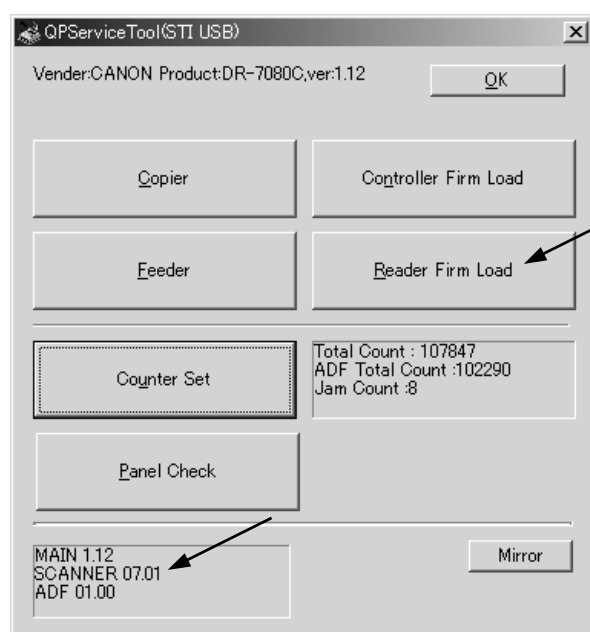 QPServiceTool(STI USB)
Vender:CANON Product:DR-7080C,ver:1.12
OK
Copier
Controller Firm Load
Feeder
Reader Firm Load
Counter Set
Total Count : 107847
ADF Total Count :102290
Jam Count :8
Panel Check
MAIN 1.12
SCANNER 07.01
ADF 01.00
Mirror